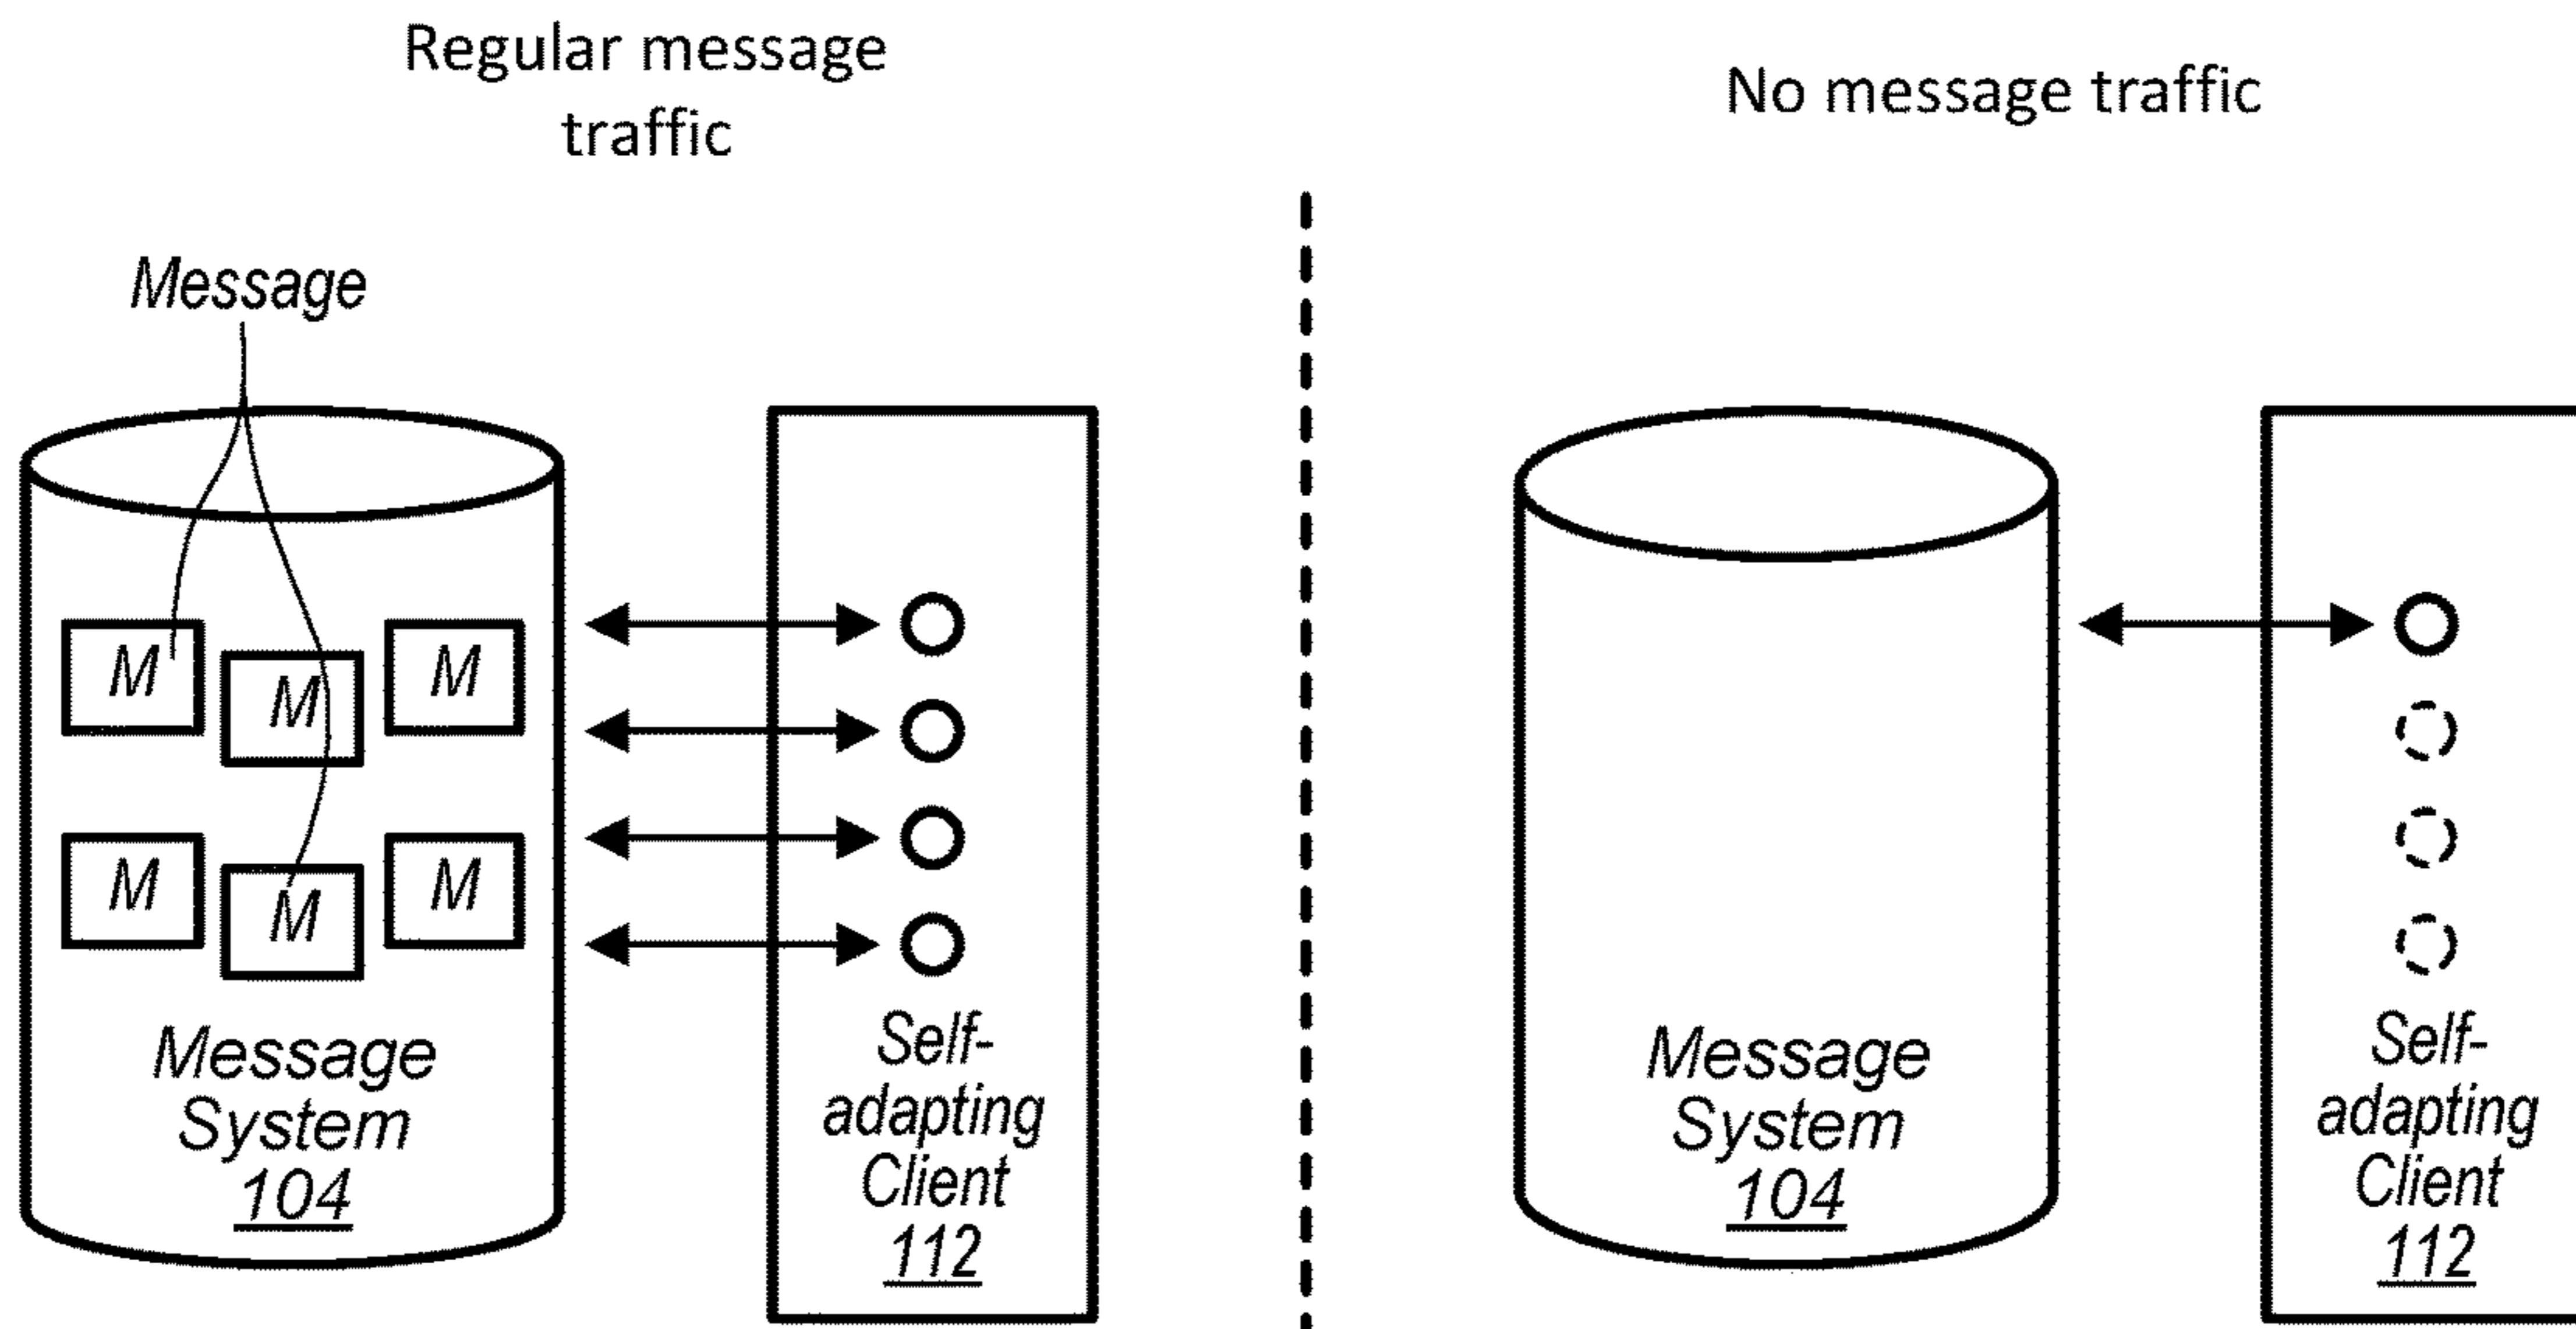 Regular message
traffic
Message
M
M
M
M
M
M
Message
System
104
Self-
adapting
Client
112
No message traffic
Message
System
104
Self-
adapting
Client
112